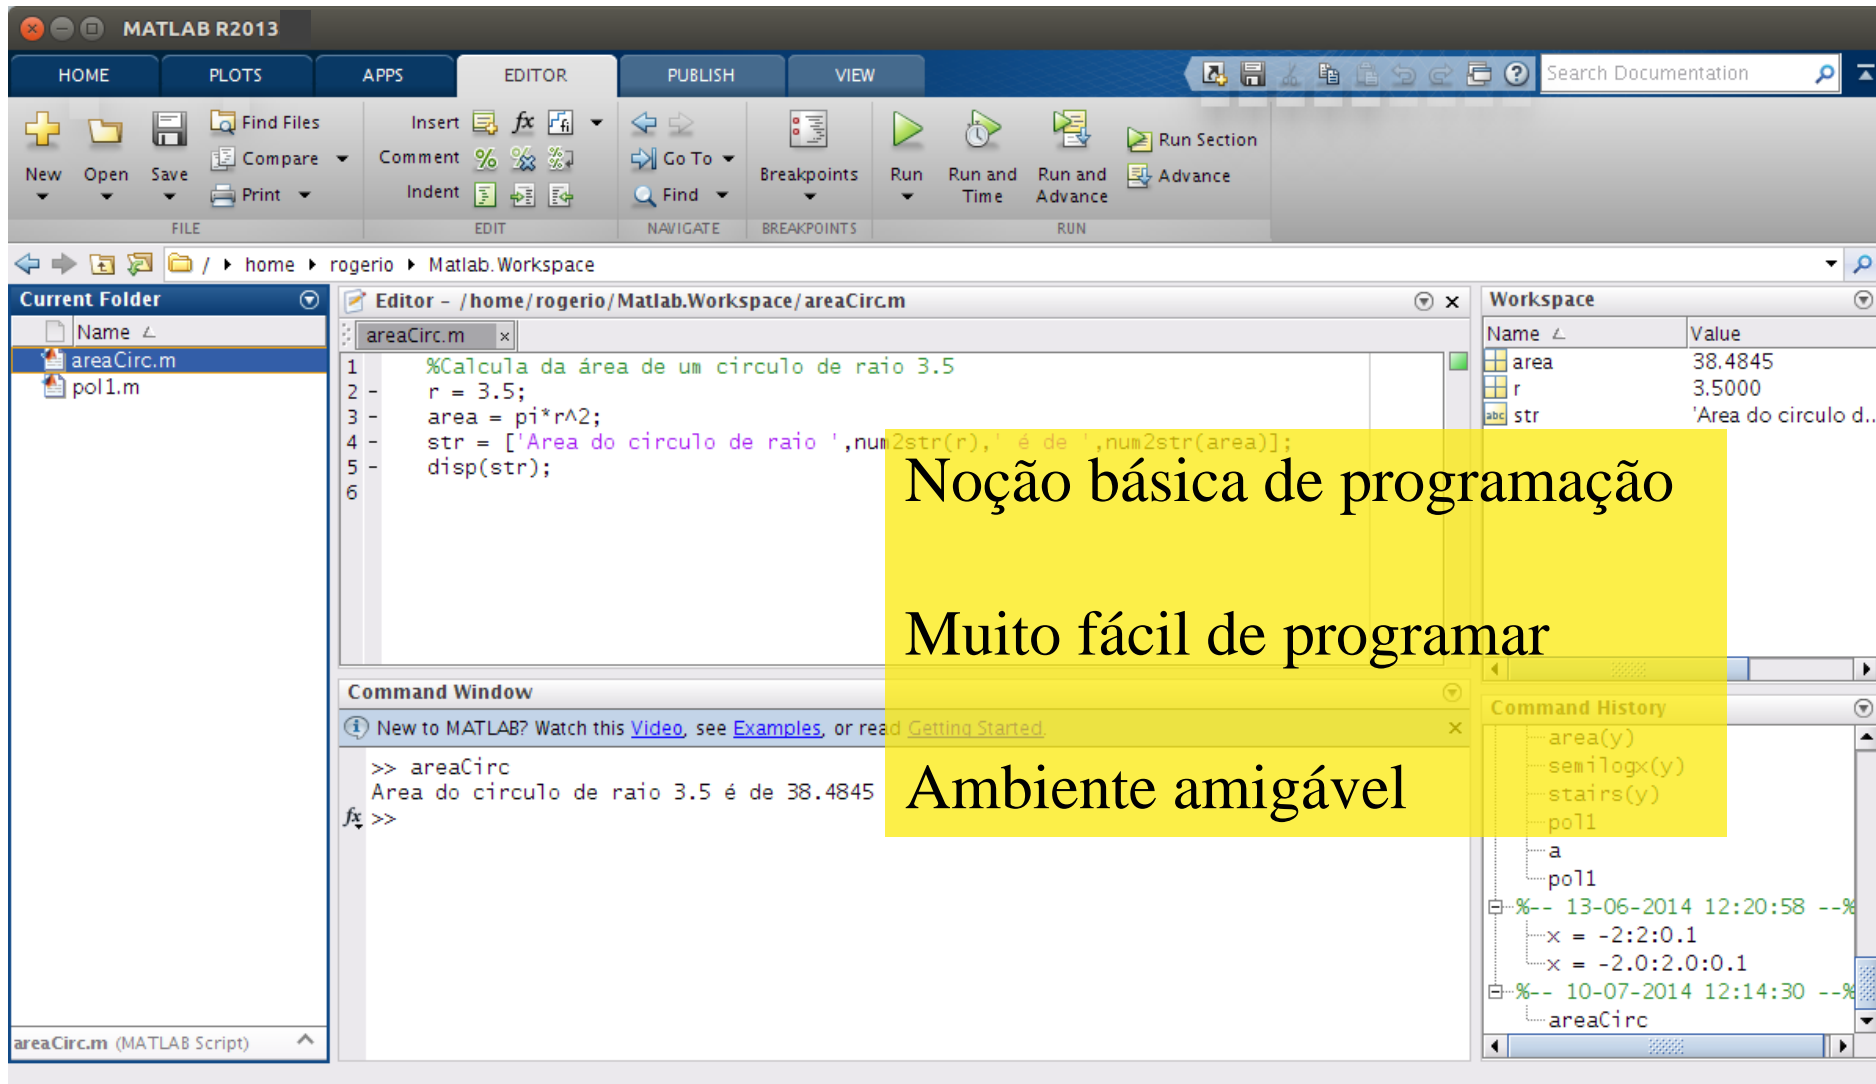 MATLAB R2013
HOME PLOTS APPS EDITOR PUBLISH VIEW
Search Documentation
New Open Save
Find Files
Compare
Print
FILE
Insert fx fi
Comment
Indent
EDIT
Go To
Find
NAVIGATE
Breakpoints
BREAKPOINTS
Run
Run and Time
Run and Advance
Run Section
Advance
RUN
/ home rogerio Matlab.Workspace
Current Folder
Name
areaCirc.m
pol1.m
areaCirc.m (MATLAB Script)
Editor - /home/rogerio/Matlab.Workspace/areaCirc.m
areaCirc.m
1 %Calcula da área de um circulo de raio 3.5
2 - r = 3.5;
3 - area = pi*r^2;
4 - str = ['Area do circulo de raio ',num2str(r),' é de ',num2str(area)];
5 - disp(str);
6
Noção básica de programação
Muito fácil de programar
Ambiente amigável
Command Window
New to MATLAB? Watch this Video, see Examples, or read Getting Started.
>> areaCirc
Area do circulo de raio 3.5 é de 38.4845
fx >>
Workspace
Name Value
area 38.4845
r 3.5000
abc str 'Area do circulo d..
Command History
area(y)
semilogx(y)
stairs(y)
pol1
a
pol1
%-- 13-06-2014 12:20:58 --%
x = -2:2:0.1
x = -2.0:2.0:0.1
%-- 10-07-2014 12:14:30 --%
areaCirc